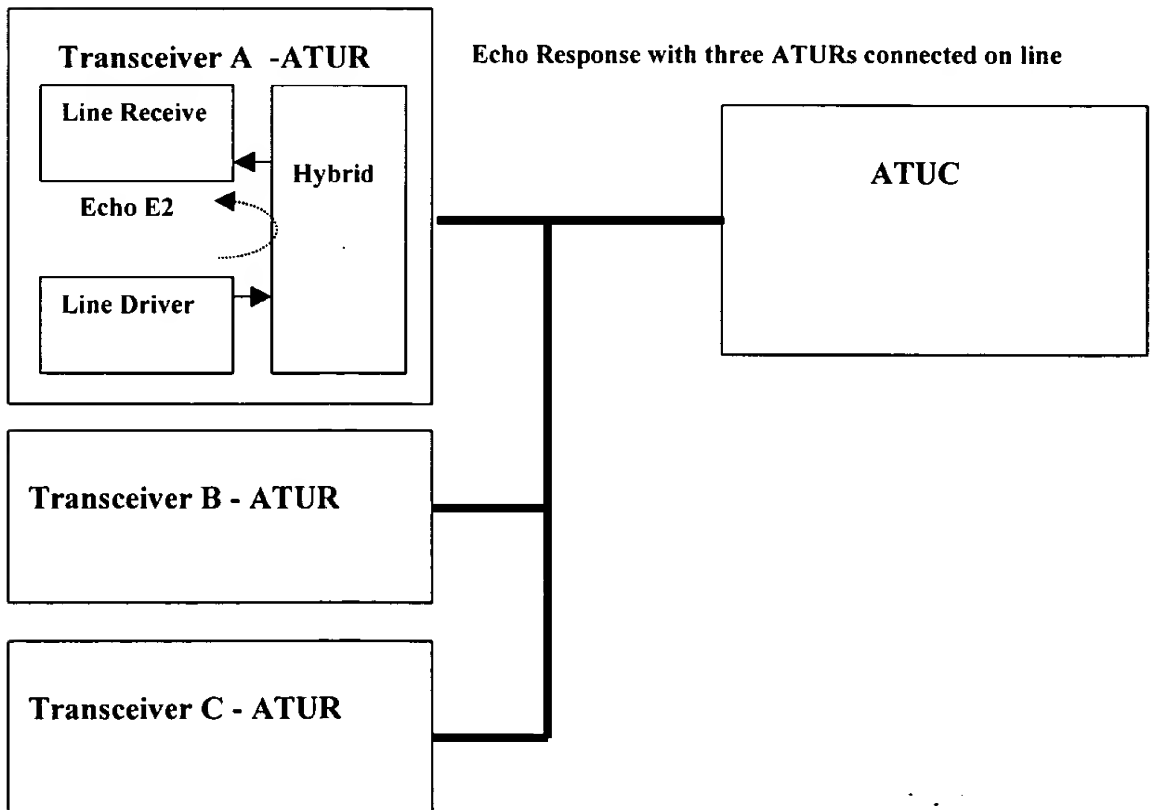 Transceiver A -ATUR
Echo Response with three ATURs connected on line
Line Receive
Hybrid
ATUC
Echo E2
Line Driver
Transceiver B - ATUR
Transceiver C - ATUR